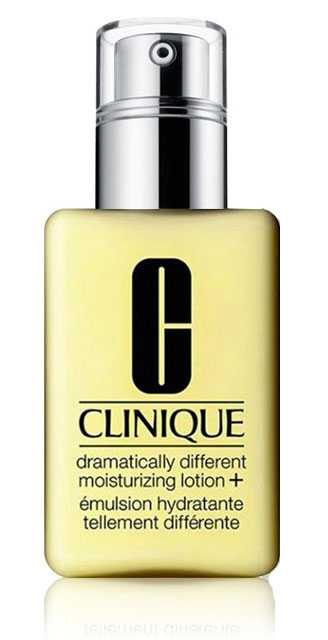 C
CLINIQUE
dramatically different
moisturizing lotion +
émulsion hydratante
tellement différente